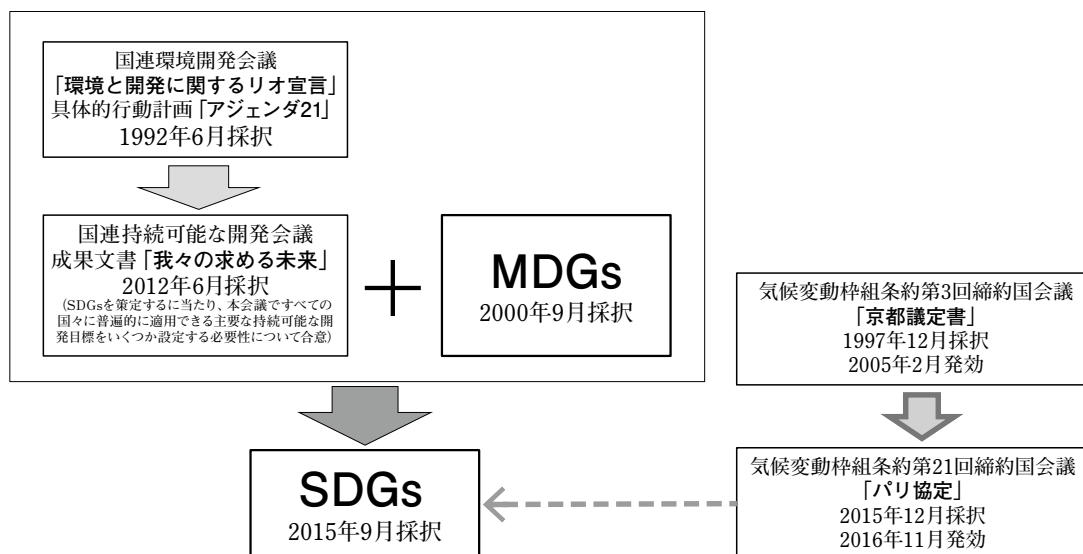 国連環境開発会議
「環境と開発に関するリオ宣言」
具体的行動計画「アジェンダ21」
1992年6月採択
国連持続可能な開発会議
成果文書「我々の求める未来」
2012年6月採択
(SDGsを策定するに当たり、本会議ですべての
国々に普遍的に適用できる主要な持続可能な開
発目標をいくつか設定する必要性について合意)
MDGs
2000年9月採択
気候変動枠組条約第3回締約国会議
「京都議定書」
1997年12月採択
2005年2月発効
SDGs
2015年9月採択
気候変動枠組条約第21回締約国会議
「パリ協定」
2015年12月採択
2016年11月発効